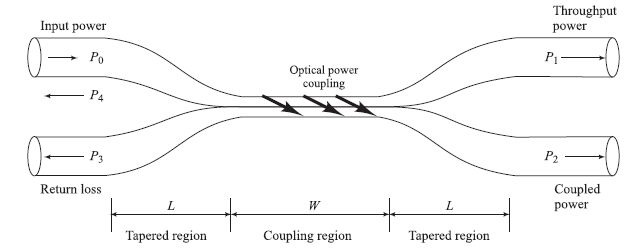 Input power
Throughput
power
P0
P1
Optical power
coupling
P4
P3
P2
Return loss
Coupled
power
L
W
L
Tapered region
Coupling region
Tapered region